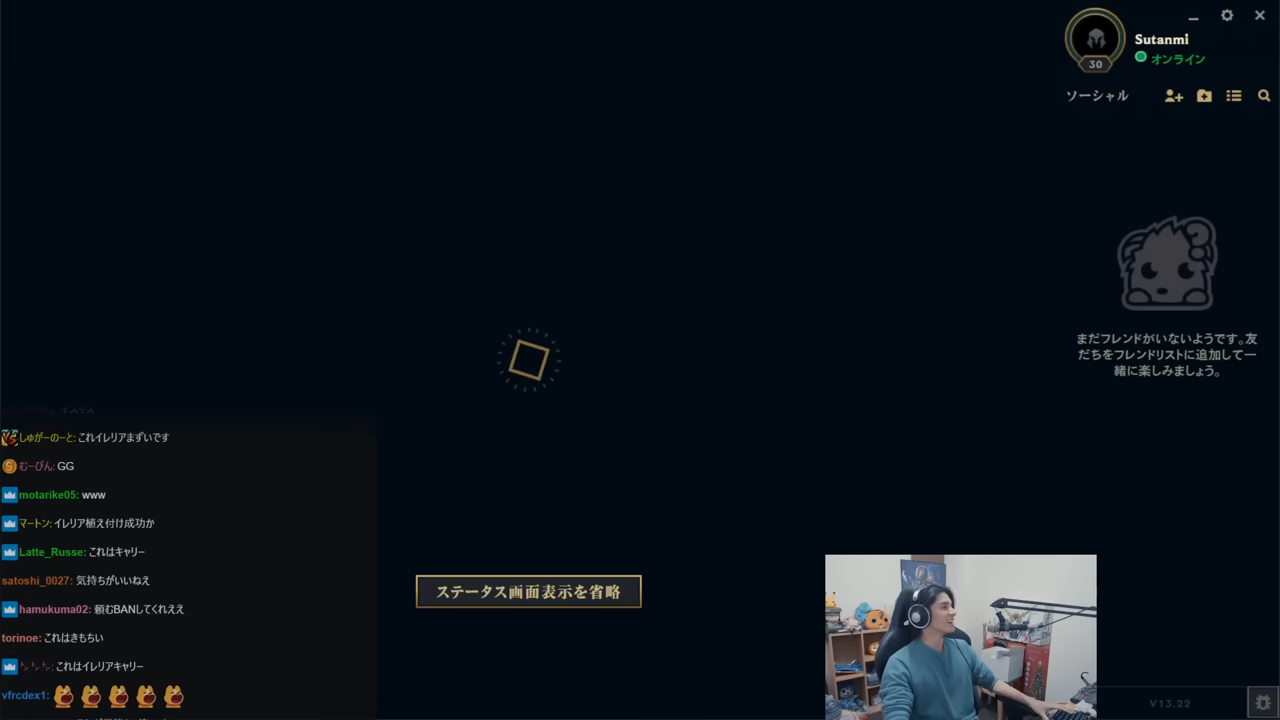 Sutanmi
オンライン
30
ソーシャル
まだフレンドがいないようです。友
だちをフレンドリストに追加して一
緒に楽しみましょう。
しゅがーのーと: これイレリアまずいです
むーびん: GG
motarike05: www
マートン: イレリア植え付け成功か
Latte_Russe: これはキャリー
satoshi_0027: 気持ちがいいねえ
hamukuma02: 頼むBANしてくれええ
torinoe: これはきもちい
これはイレリアキャリー
vfrcdex1:
ステータス画面表示を省略
V13.22